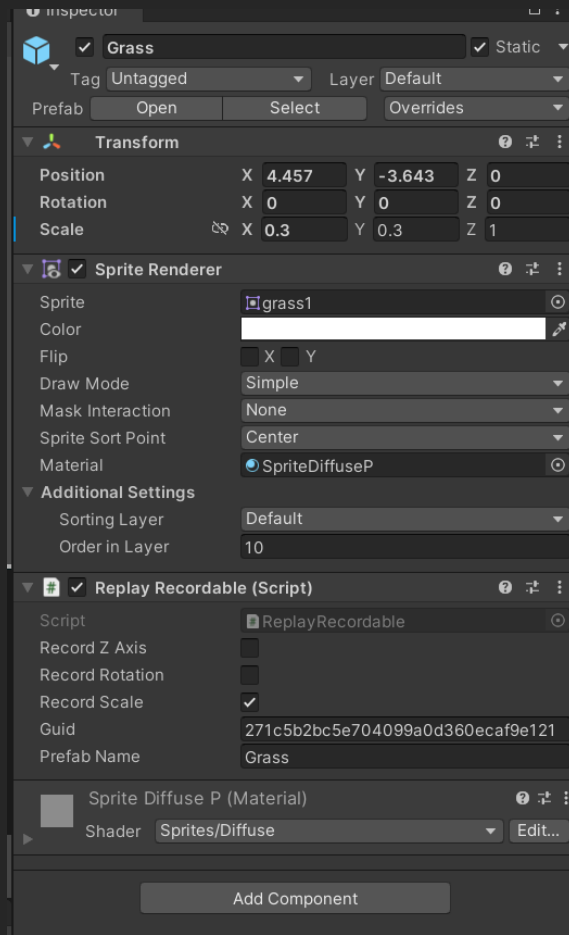 Inspector
Grass Static
Tag Untagged Layer Default
Prefab Open Select Overrides
Transform
Position X 4.457 Y -3.643 Z 0
Rotation X 0 Y 0 Z 0
Scale X 0.3 Y 0.3 Z 1
Sprite Renderer
Sprite grass1
Color
Flip X Y
Draw Mode Simple
Mask Interaction None
Sprite Sort Point Center
Material SpriteDiffuseP
Additional Settings
Sorting Layer Default
Order in Layer 10
# Replay Recordable (Script)
Script # ReplayRecordable
Record Z Axis
Record Rotation
Record Scale
Guid 271c5b2bc5e704099a0d360ecaf9e121
Prefab Name Grass
Sprite Diffuse P (Material)
Shader Sprites/Diffuse Edit...
Add Component